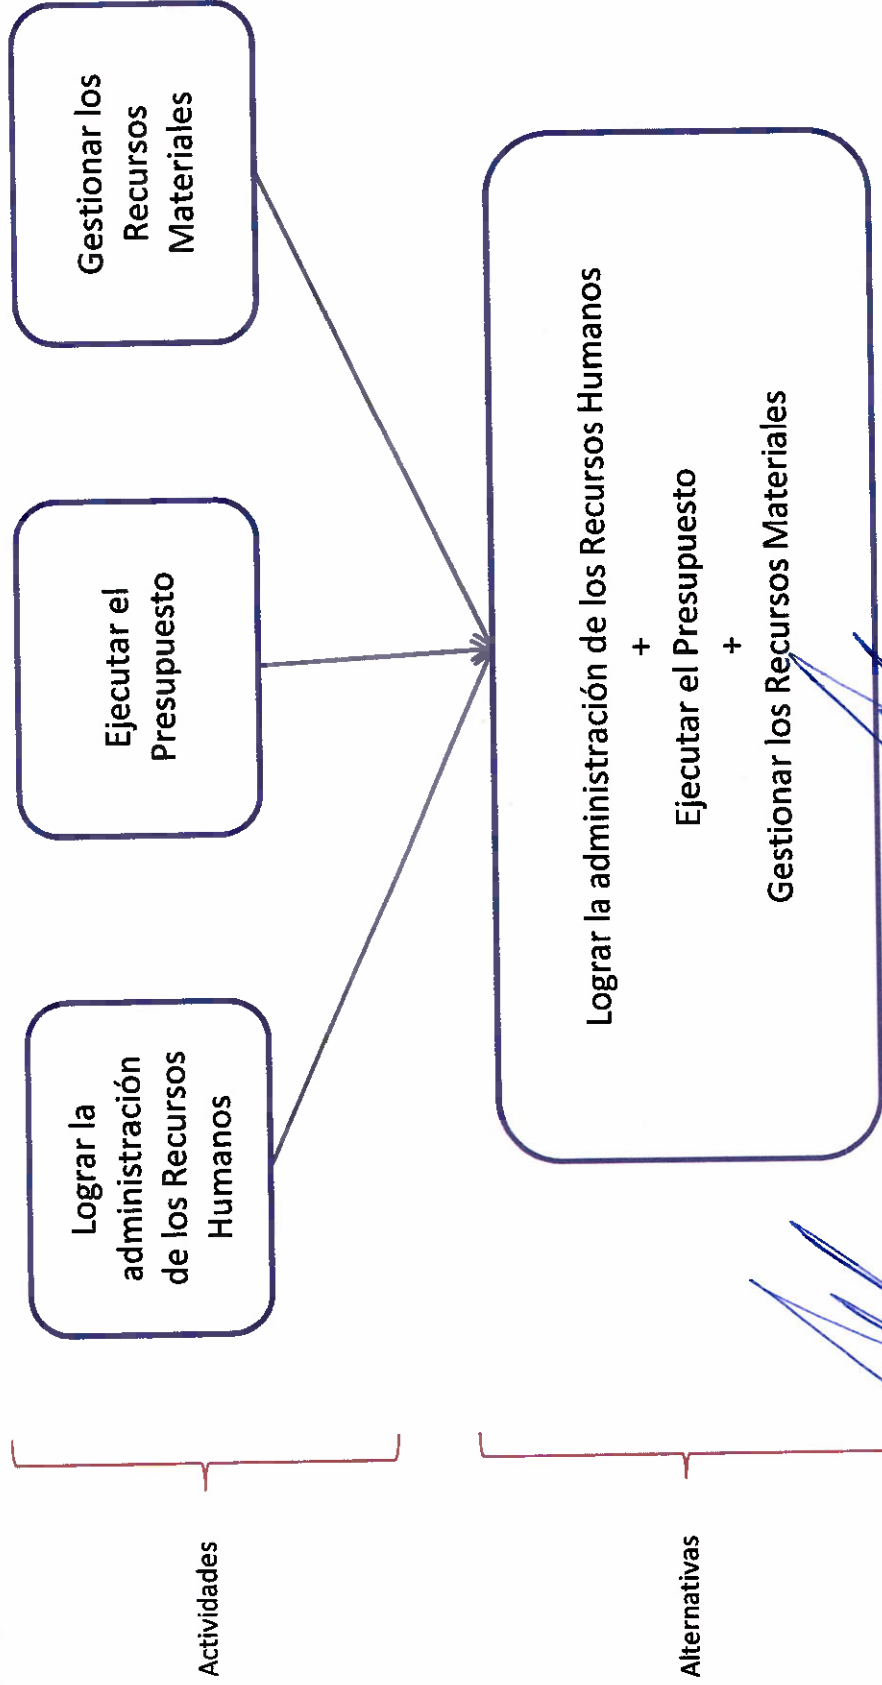 Actividades
Lograr la
administración
de los Recursos
Humanos
Ejecutar el
Presupuesto
Gestionar los
Recursos
Materiales
Alternativas
Lograr la administración de los Recursos Humanos
+
Ejecutar el Presupuesto
+
Gestionar los Recursos Materiales